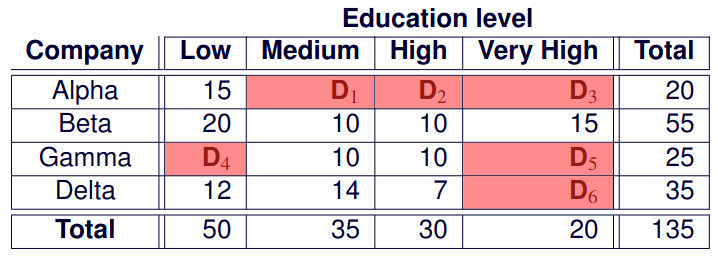 Education level
Company Low Medium High Very High Total
Alpha 15 D₁ D₂ D₃ 20
Beta 20 10 10 15 55
Gamma D₄ 10 10 D₅ 25
Delta 12 14 7 D₆ 35
Total 50 35 30 20 135